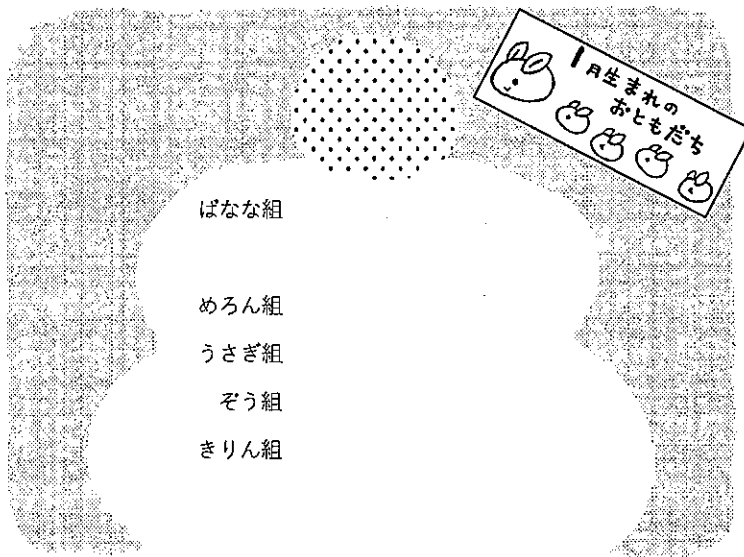 1月生まれの
おともだち
ばなな組
めろん組
うさぎ組
ぞう組
きりん組